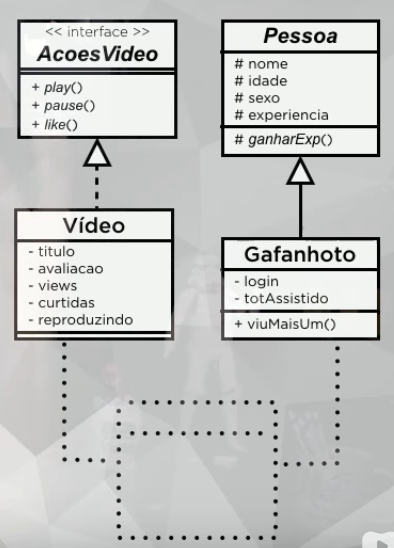 << interface >>
AcoesVideo
+ play()
+ pause()
+ like()
Pessoa
# nome
# idade
# sexo
# experiencia
# ganharExp()
Vídeo
- titulo
- avaliacao
- views
- curtidas
- reproduzindo
Gafanhoto
- login
- totAssistido
+ viuMaisUm()